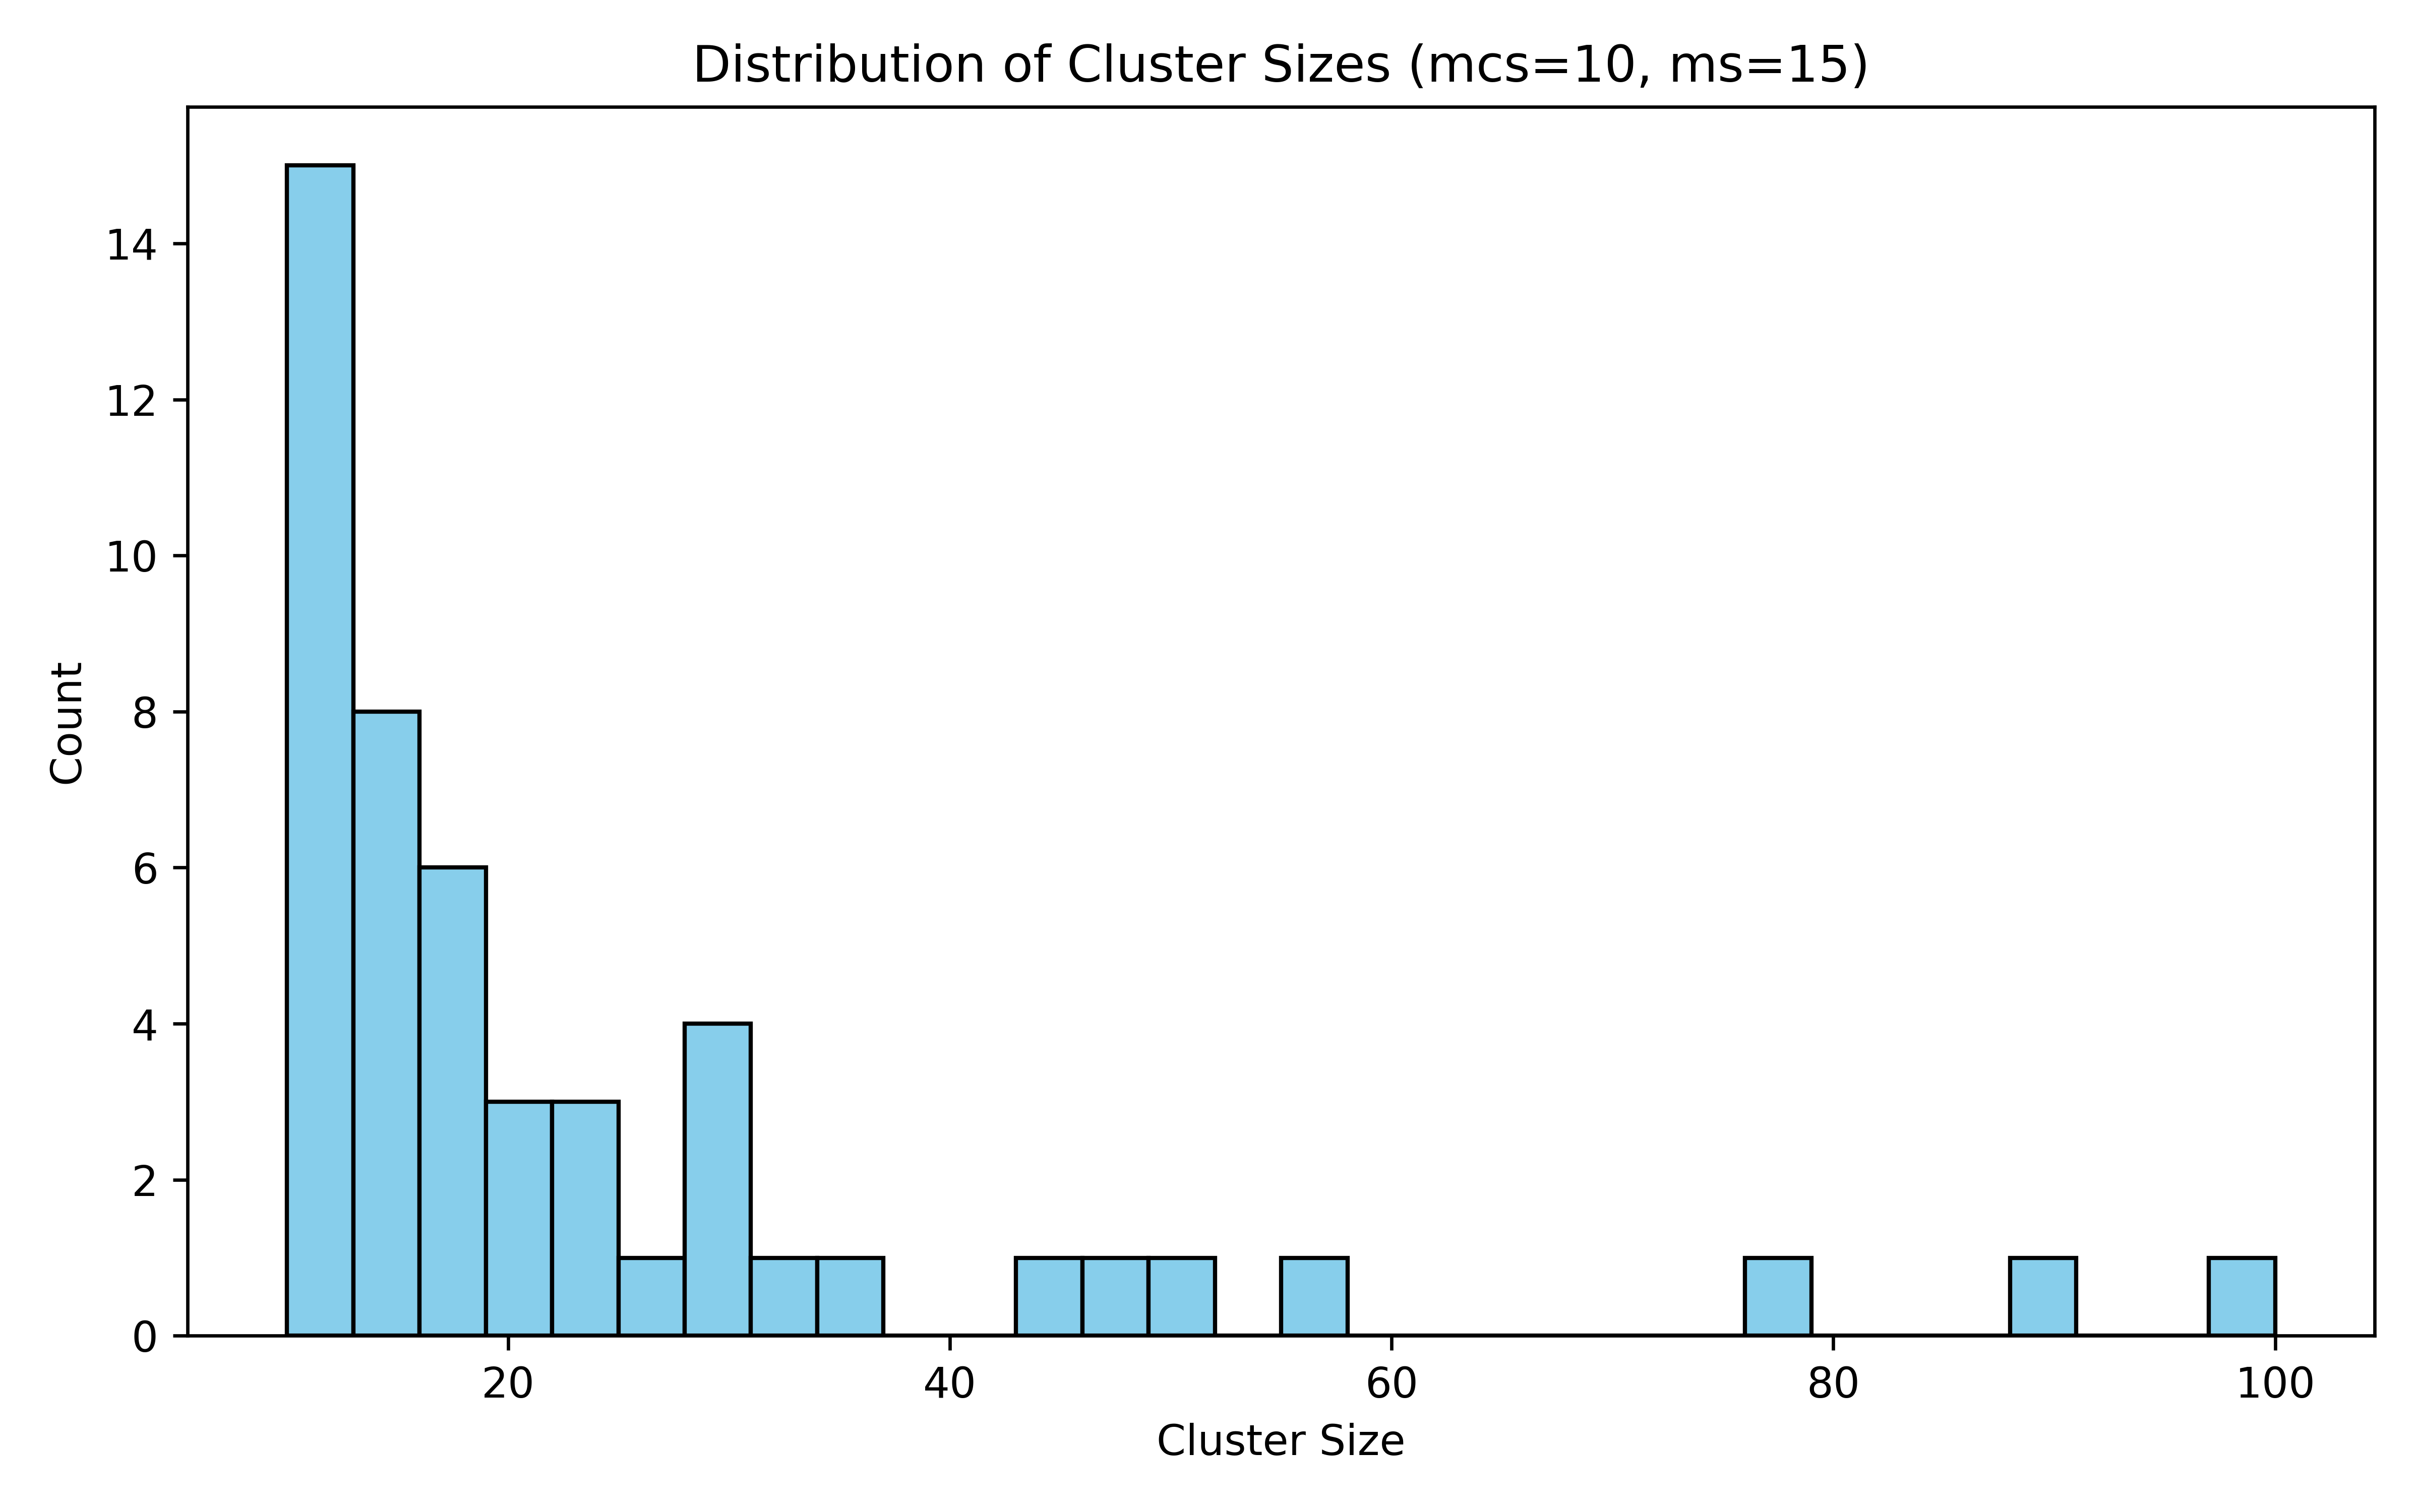 Distribution of Cluster Sizes (mcs=10, ms=15)
Count
14
12
10
8
6
4
2
0
20 40 60 80 100
Cluster Size